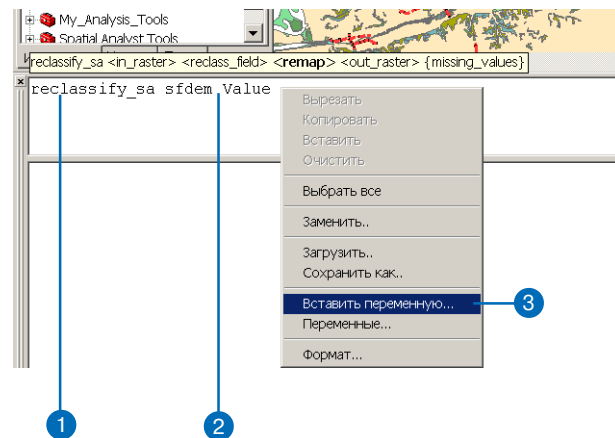 My_Analysis_Tools
Spatial Analyst Tools
reclassify_sa <in_raster> <reclass_field> <remap> <out_raster> {missing_values}
reclassify_sa sfdem Value
Вырезать
Копировать
Вставить
Очистить
Выбрать все
Заменить..
Загрузить..
Сохранить как..
Вставить переменную...
Переменные...
Формат...
3
1
2